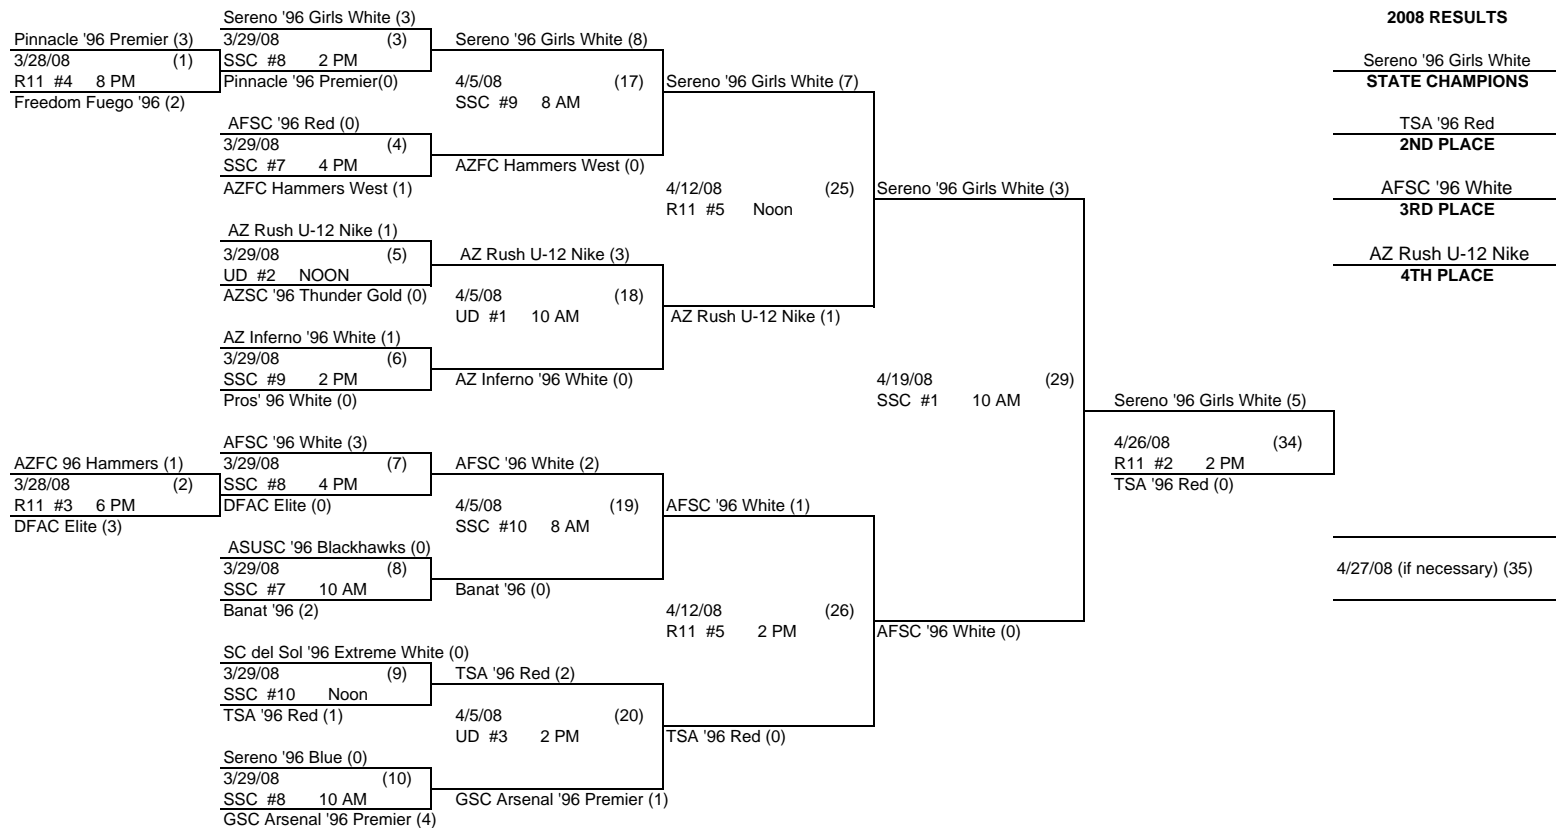 Sereno '96 Girls White (3)
2008 RESULTS
Pinnacle '96 Premier (3)
3/29/08 (3)
Sereno '96 Girls White (8)
3/28/08 (1)
SSC #8 2 PM
Sereno '96 Girls White
R11 #4 8 PM
Pinnacle '96 Premier(0)
4/5/08 (17)
Sereno '96 Girls White (7)
STATE CHAMPIONS
Freedom Fuego '96 (2)
SSC #9 8 AM
AFSC '96 Red (0)
TSA '96 Red
3/29/08 (4)
2ND PLACE
SSC #7 4 PM
AZFC Hammers West (0)
AZFC Hammers West (1)
4/12/08 (25)
Sereno '96 Girls White (3)
AFSC '96 White
R11 #5 Noon
3RD PLACE
AZ Rush U-12 Nike (1)
3/29/08 (5)
AZ Rush U-12 Nike (3)
AZ Rush U-12 Nike
UD #2 NOON
4TH PLACE
AZSC '96 Thunder Gold (0)
4/5/08 (18)
UD #1 10 AM
AZ Rush U-12 Nike (1)
AZ Inferno '96 White (1)
3/29/08 (6)
SSC #9 2 PM
AZ Inferno '96 White (0)
4/19/08 (29)
Pros' 96 White (0)
SSC #1 10 AM
Sereno '96 Girls White (5)
AFSC '96 White (3)
4/26/08 (34)
AZFC 96 Hammers (1)
3/29/08 (7)
AFSC '96 White (2)
R11 #2 2 PM
3/28/08 (2)
SSC #8 4 PM
TSA '96 Red (0)
R11 #3 6 PM
DFAC Elite (0)
4/5/08 (19)
AFSC '96 White (1)
DFAC Elite (3)
SSC #10 8 AM
ASUSC '96 Blackhawks (0)
3/29/08 (8)
4/27/08 (if necessary) (35)
SSC #7 10 AM
Banat '96 (0)
Banat '96 (2)
4/12/08 (26)
R11 #5 2 PM
AFSC '96 White (0)
SC del Sol '96 Extreme White (0)
3/29/08 (9)
TSA '96 Red (2)
SSC #10 Noon
TSA '96 Red (1)
4/5/08 (20)
UD #3 2 PM
TSA '96 Red (0)
Sereno '96 Blue (0)
3/29/08 (10)
SSC #8 10 AM
GSC Arsenal '96 Premier (1)
GSC Arsenal '96 Premier (4)